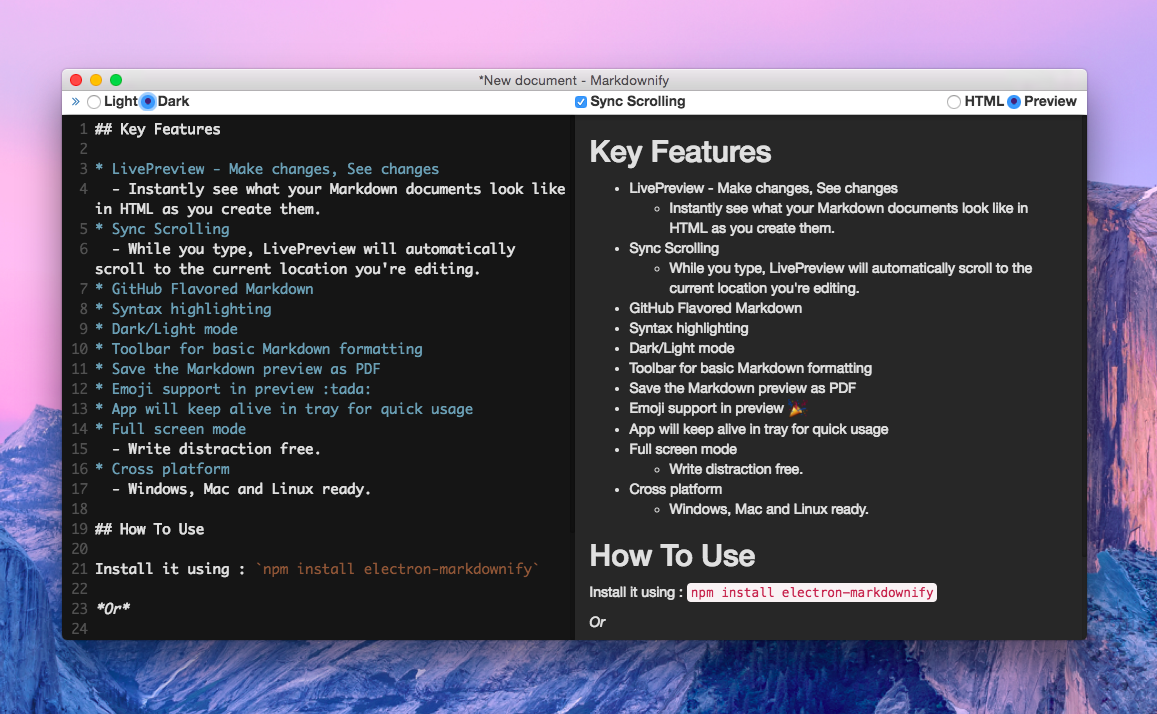 *New document - Markdownify
» Light Dark
Sync Scrolling
HTML Preview
1 ## Key Features
2
3 * LivePreview - Make changes, See changes
4 - Instantly see what your Markdown documents look like
in HTML as you create them.
5 * Sync Scrolling
6 - While you type, LivePreview will automatically
scroll to the current location you're editing.
7 * GitHub Flavored Markdown
8 * Syntax highlighting
9 * Dark/Light mode
10 * Toolbar for basic Markdown formatting
11 * Save the Markdown preview as PDF
12 * Emoji support in preview :tada:
13 * App will keep alive in tray for quick usage
14 * Full screen mode
15 - Write distraction free.
16 * Cross platform
17 - Windows, Mac and Linux ready.
18
19 ## How To Use
20
21 Install it using : `npm install electron-markdownify`
22
23 *Or*
24
Key Features
• LivePreview - Make changes, See changes
◦ Instantly see what your Markdown documents look like in
HTML as you create them.
• Sync Scrolling
◦ While you type, LivePreview will automatically scroll to the
current location you're editing.
• GitHub Flavored Markdown
• Syntax highlighting
• Dark/Light mode
• Toolbar for basic Markdown formatting
• Save the Markdown preview as PDF
• Emoji support in preview 🎉
• App will keep alive in tray for quick usage
• Full screen mode
◦ Write distraction free.
• Cross platform
◦ Windows, Mac and Linux ready.
How To Use
Install it using : npm install electron-markdownify
Or